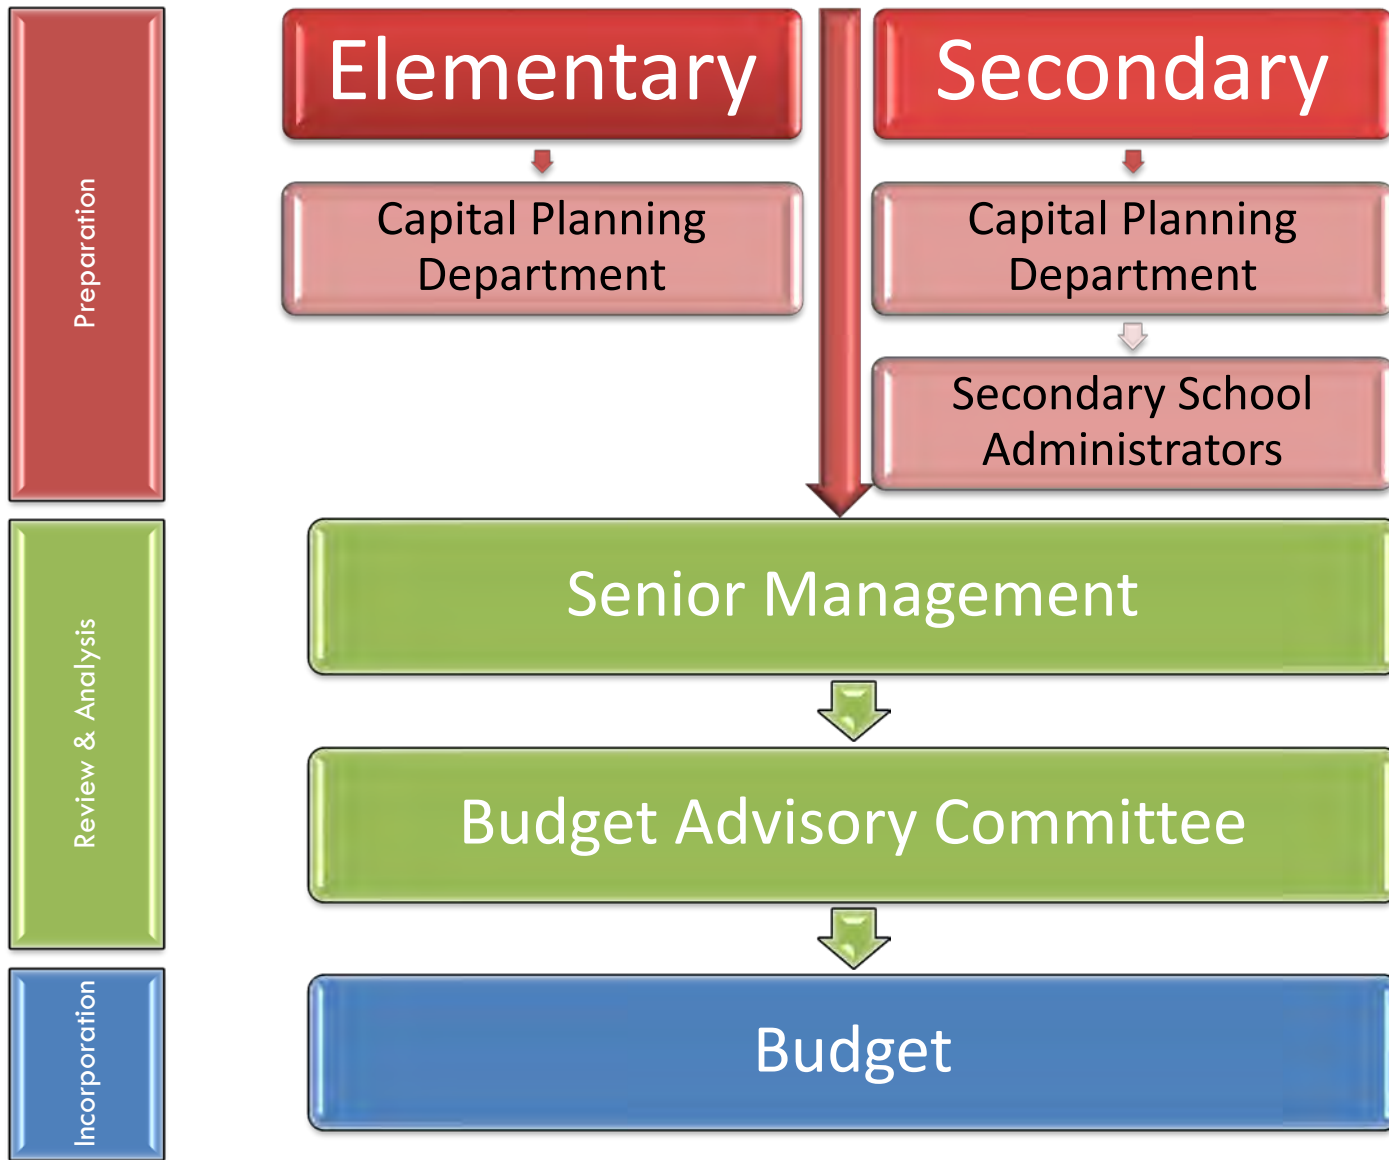 Preparation
Elementary
Secondary
Capital Planning
Department
Capital Planning
Department
Secondary School
Administrators
Review & Analysis
Senior Management
Budget Advisory Committee
Incorporation
Budget